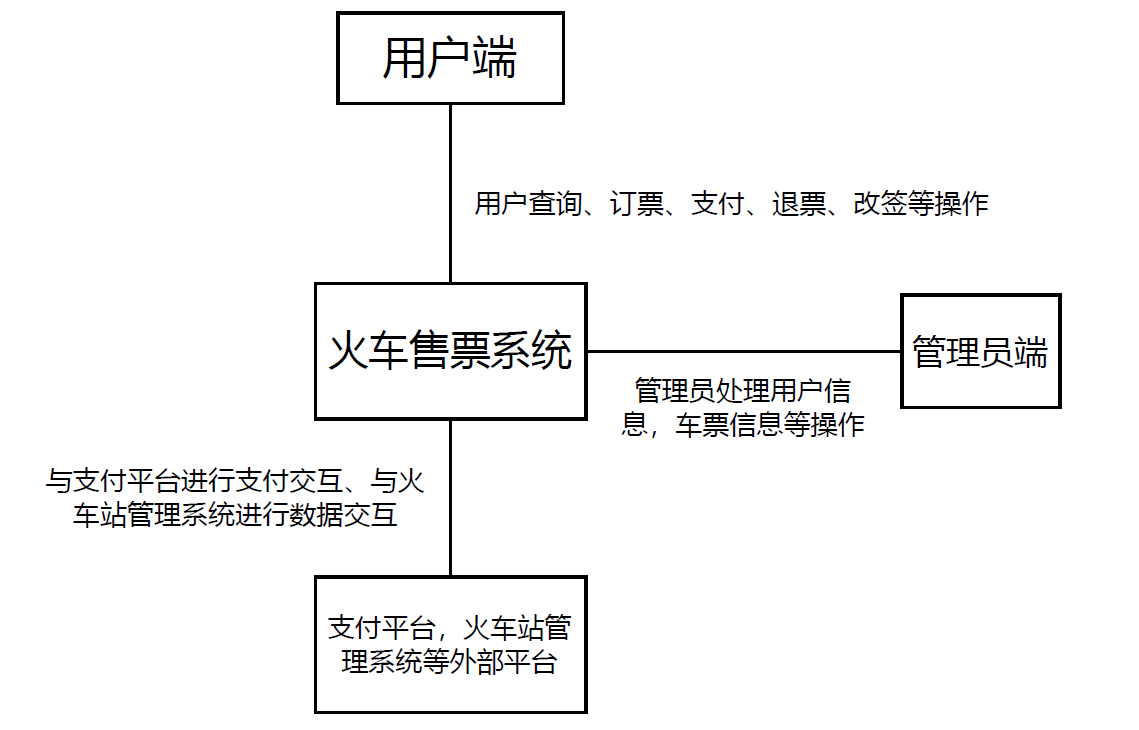 用户端
用户查询、订票、支付、退票、改签等操作
火车售票系统
管理员端
管理员处理用户信
息，车票信息等操作
与支付平台进行支付交互、与火
车站管理系统进行数据交互
支付平台，火车站管
理系统等外部平台